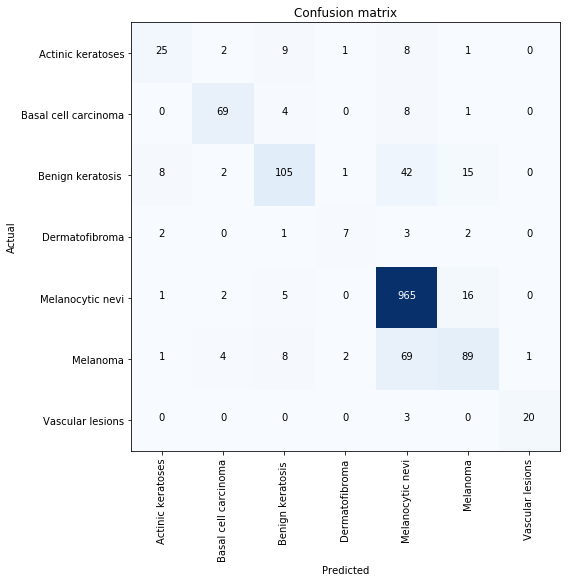 Confusion matrix
Actual
Actinic keratoses 25 2 9 1 8 1 0
Basal cell carcinoma 0 69 4 0 8 1 0
Benign keratosis 8 2 105 1 42 15 0
Dermatofibroma 2 0 1 7 3 2 0
Melanocytic nevi 1 2 5 0 965 16 0
Melanoma 1 4 8 2 69 89 1
Vascular lesions 0 0 0 0 3 0 20
Actinic keratoses
Basal cell carcinoma
Benign keratosis
Dermatofibroma
Melanocytic nevi
Melanoma
Vascular lesions
Predicted